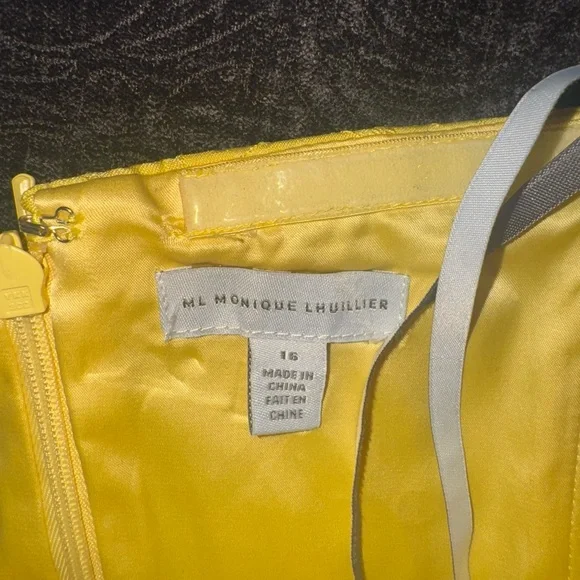 ML MONIQUE LHUILLIER
16
MADE IN
CHINA
FAIT EN
CHINE